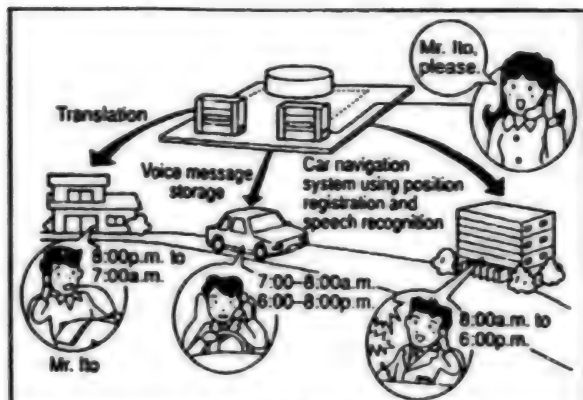 Mr. Ito,
please.
Translation
Voice message
storage
Car navigation
system using position
registration and
speech recognition
8:00p.m. to
7:00a.m.
7:00–8:00a.m.
6:00–8:00p.m.
8:00a.m. to
6:00p.m.
Mr. Ito